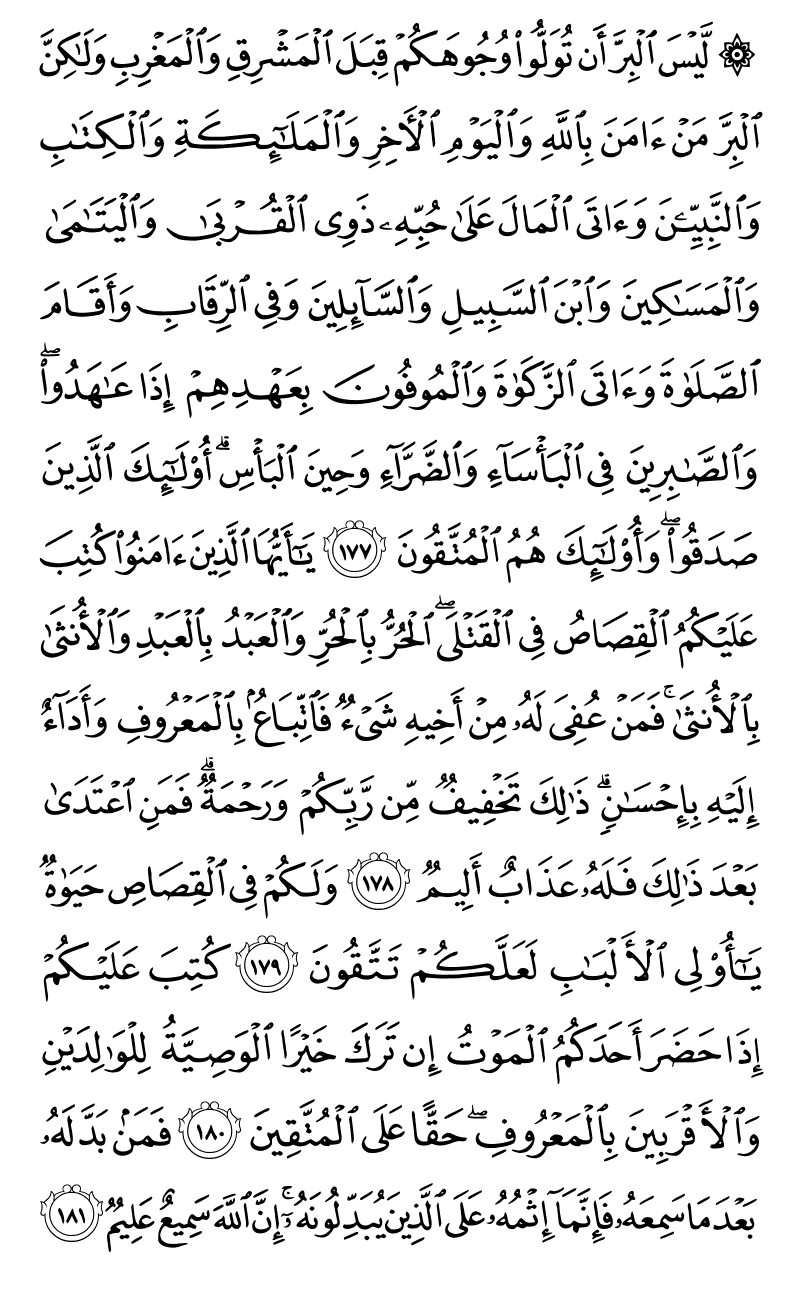 ۞ لَّيۡسَ ٱلۡبِرَّ أَن تُوَلُّواْ وُجُوهَكُمۡ قِبَلَ ٱلۡمَشۡرِقِ وَٱلۡمَغۡرِبِ وَلَٰكِنَّ
ٱلۡبِرَّ مَنۡ ءَامَنَ بِٱللَّهِ وَٱلۡيَوۡمِ ٱلۡأٓخِرِ وَٱلۡمَلَٰٓئِكَةِ وَٱلۡكِتَٰبِ
وَٱلنَّبِيِّـۧنَ وَءَاتَى ٱلۡمَالَ عَلَىٰ حُبِّهِۦ ذَوِي ٱلۡقُرۡبَىٰ وَٱلۡيَتَٰمَىٰ
وَٱلۡمَسَٰكِينَ وَٱبۡنَ ٱلسَّبِيلِ وَٱلسَّآئِلِينَ وَفِي ٱلرِّقَابِ وَأَقَامَ
ٱلصَّلَوٰةَ وَءَاتَى ٱلزَّكَوٰةَ وَٱلۡمُوفُونَ بِعَهۡدِهِمۡ إِذَا عَٰهَدُواْۖ
وَٱلصَّٰبِرِينَ فِي ٱلۡبَأۡسَآءِ وَٱلضَّرَّآءِ وَحِينَ ٱلۡبَأۡسِۗ أُوْلَٰٓئِكَ ٱلَّذِينَ
صَدَقُواْۖ وَأُوْلَٰٓئِكَ هُمُ ٱلۡمُتَّقُونَ ١٧٧ يَٰٓأَيُّهَا ٱلَّذِينَ ءَامَنُواْ كُتِبَ
عَلَيۡكُمُ ٱلۡقِصَاصُ فِي ٱلۡقَتۡلَىۖ ٱلۡحُرُّ بِٱلۡحُرِّ وَٱلۡعَبۡدُ بِٱلۡعَبۡدِ وَٱلۡأُنثَىٰ
بِٱلۡأُنثَىٰۚ فَمَنۡ عُفِيَ لَهُۥ مِنۡ أَخِيهِ شَيۡءٞ فَٱتِّبَاعُۢ بِٱلۡمَعۡرُوفِ وَأَدَآءٌ
إِلَيۡهِ بِإِحۡسَٰنٖۗ ذَٰلِكَ تَخۡفِيفٞ مِّن رَّبِّكُمۡ وَرَحۡمَةٞۗ فَمَنِ ٱعۡتَدَىٰ
بَعۡدَ ذَٰلِكَ فَلَهُۥ عَذَابٌ أَلِيمٞ ١٧٨ وَلَكُمۡ فِي ٱلۡقِصَاصِ حَيَوٰةٞ
يَٰٓأُوْلِي ٱلۡأَلۡبَٰبِ لَعَلَّكُمۡ تَتَّقُونَ ١٧٩ كُتِبَ عَلَيۡكُمۡ
إِذَا حَضَرَ أَحَدَكُمُ ٱلۡمَوۡتُ إِن تَرَكَ خَيۡرًا ٱلۡوَصِيَّةُ لِلۡوَٰلِدَيۡنِ
وَٱلۡأَقۡرَبِينَ بِٱلۡمَعۡرُوفِۖ حَقًّا عَلَى ٱلۡمُتَّقِينَ ١٨٠ فَمَنۢ بَدَّلَهُۥ
بَعۡدَ مَا سَمِعَهُۥ فَإِنَّمَآ إِثۡمُهُۥ عَلَى ٱلَّذِينَ يُبَدِّلُونَهُۥٓۚ إِنَّ ٱللَّهَ سَمِيعٌ عَلِيمٞ ١٨١